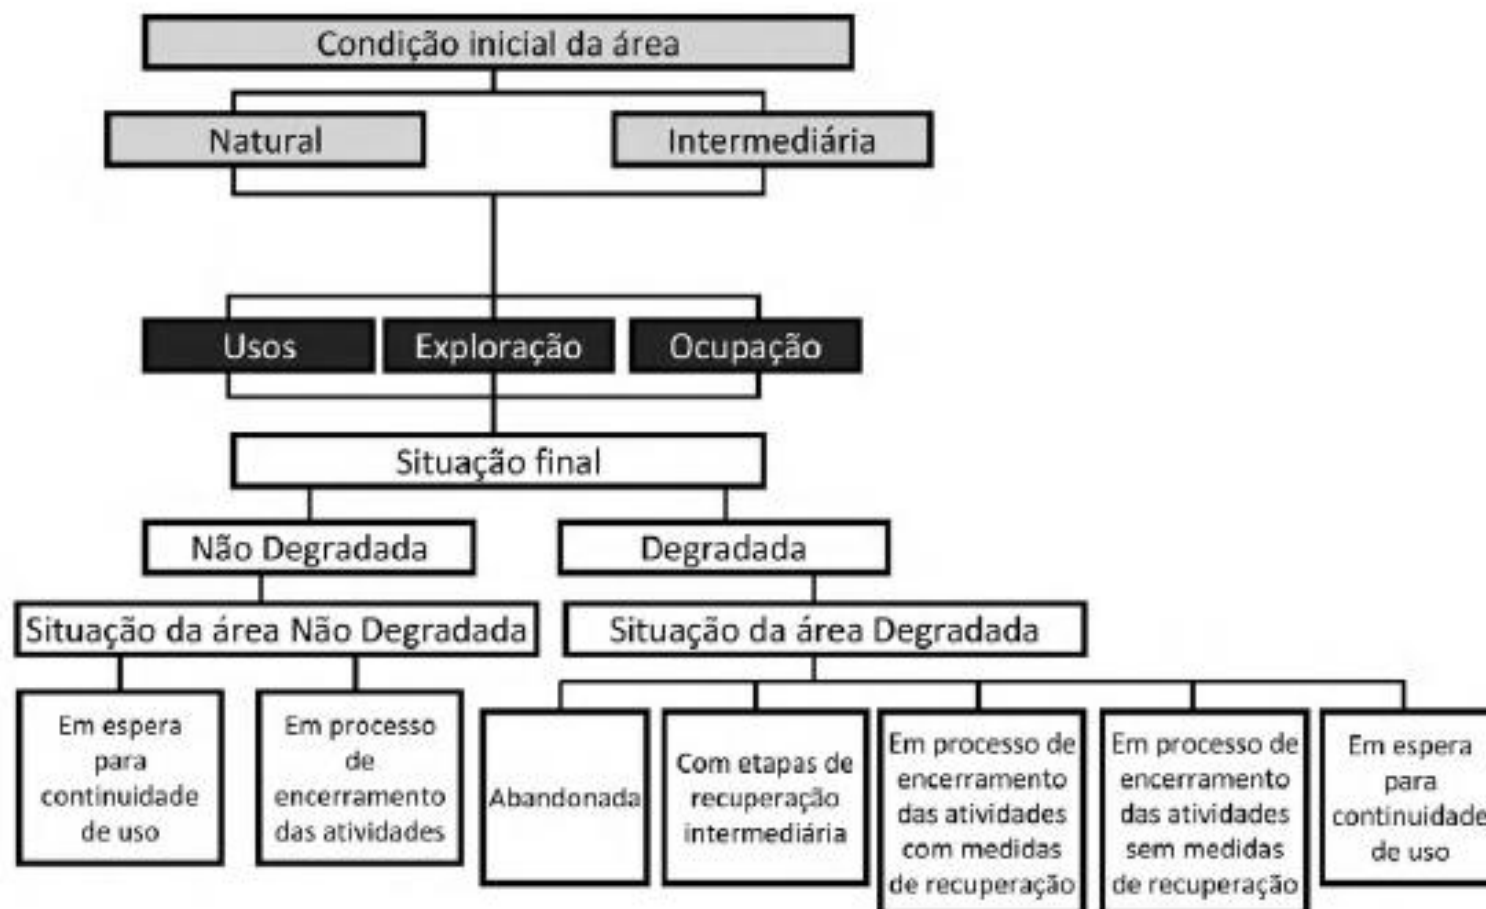 Condição inicial da área
Natural
Intermediária
Usos
Exploração
Ocupação
Situação final
Não Degradada
Degradada
Situação da área Não Degradada
Situação da área Degradada
Em espera
para
continuidade
de uso
Em processo
de
encerramento
das atividades
Abandonada
Com etapas de
recuperação
intermediária
Em processo de
encerramento
das atividades
com medidas
de recuperação
Em processo de
encerramento
das atividades
sem medidas
de recuperação
Em espera
para
continuidade
de uso